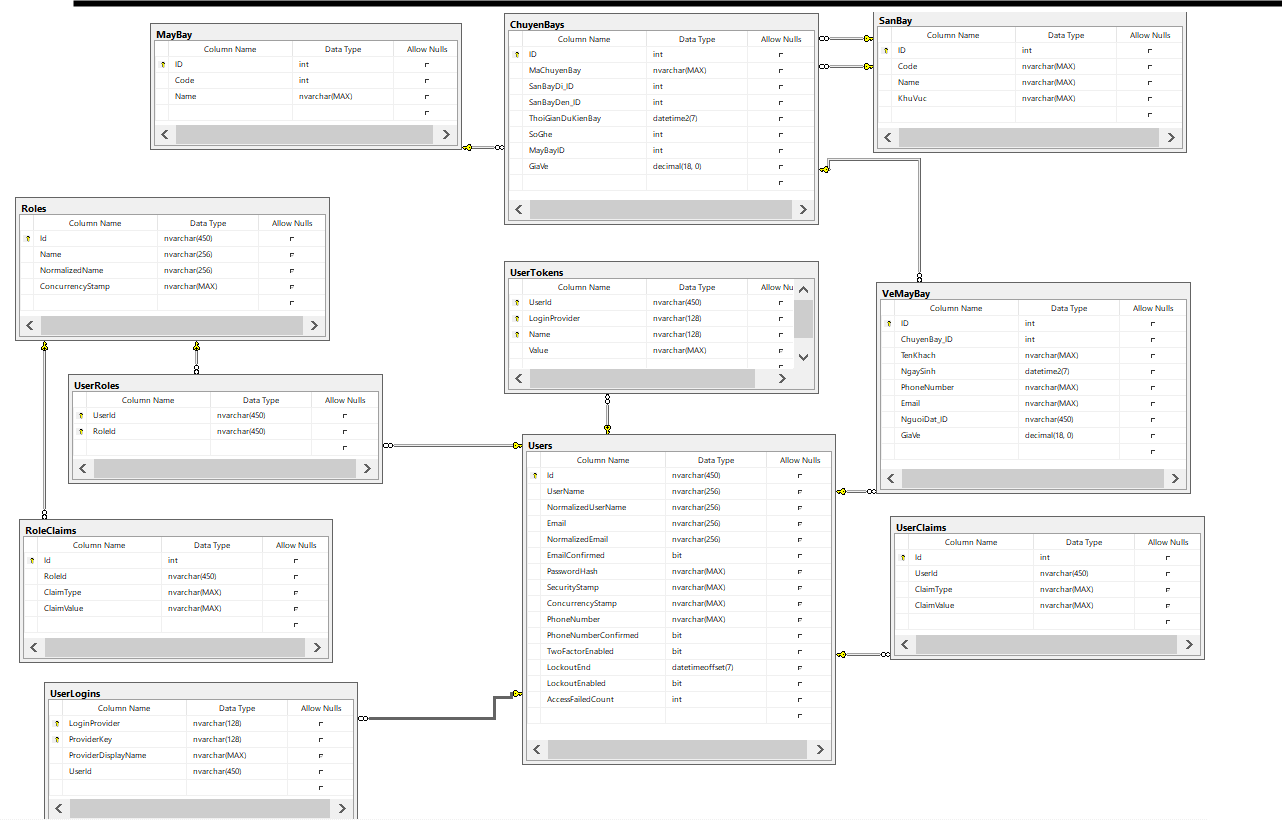 MayBay
Column Name Data Type Allow Nulls
ID int
Code int
Name nvarchar(MAX)
ChuyenBays
Column Name Data Type Allow Nulls
ID int
MaChuyenBay nvarchar(MAX)
SanBayDi_ID int
SanBayDen_ID int
ThoiGianDuKienBay datetime2(7)
SoGhe int
MayBayID int
GiaVe decimal(18, 0)
SanBay
Column Name Data Type Allow Nulls
ID int
Code nvarchar(MAX)
Name nvarchar(MAX)
KhuVuc nvarchar(MAX)
Roles
Column Name Data Type Allow Nulls
Id nvarchar(450)
Name nvarchar(256)
NormalizedName nvarchar(256)
ConcurrencyStamp nvarchar(MAX)
UserTokens
Column Name Data Type Allow Nu
UserId nvarchar(450)
LoginProvider nvarchar(128)
Name nvarchar(128)
Value nvarchar(MAX)
VeMayBay
Column Name Data Type Allow Nulls
ID int
ChuyenBay_ID int
TenKhach nvarchar(MAX)
NgaySinh datetime2(7)
PhoneNumber nvarchar(MAX)
Email nvarchar(MAX)
NguoiDat_ID nvarchar(450)
GiaVe decimal(18, 0)
UserRoles
Column Name Data Type Allow Nulls
UserId nvarchar(450)
RoleId nvarchar(450)
Users
Column Name Data Type Allow Nulls
Id nvarchar(450)
UserName nvarchar(256)
NormalizedUserName nvarchar(256)
Email nvarchar(256)
NormalizedEmail nvarchar(256)
EmailConfirmed bit
PasswordHash nvarchar(MAX)
SecurityStamp nvarchar(MAX)
ConcurrencyStamp nvarchar(MAX)
PhoneNumber nvarchar(MAX)
PhoneNumberConfirmed bit
TwoFactorEnabled bit
LockoutEnd datetimeoffset(7)
LockoutEnabled bit
AccessFailedCount int
RoleClaims
Column Name Data Type Allow Nulls
Id int
RoleId nvarchar(450)
ClaimType nvarchar(MAX)
ClaimValue nvarchar(MAX)
UserClaims
Column Name Data Type Allow Nulls
Id int
UserId nvarchar(450)
ClaimType nvarchar(MAX)
ClaimValue nvarchar(MAX)
UserLogins
Column Name Data Type Allow Nulls
LoginProvider nvarchar(128)
ProviderKey nvarchar(128)
ProviderDisplayName nvarchar(MAX)
UserId nvarchar(450)